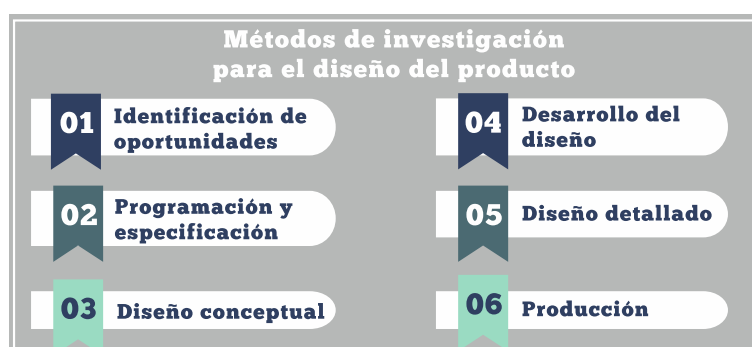 Métodos de investigación
para el diseño del producto
01 Identificación de
oportunidades
02 Programación y
especificación
03 Diseño conceptual
04 Desarrollo del
diseño
05 Diseño detallado
06 Producción